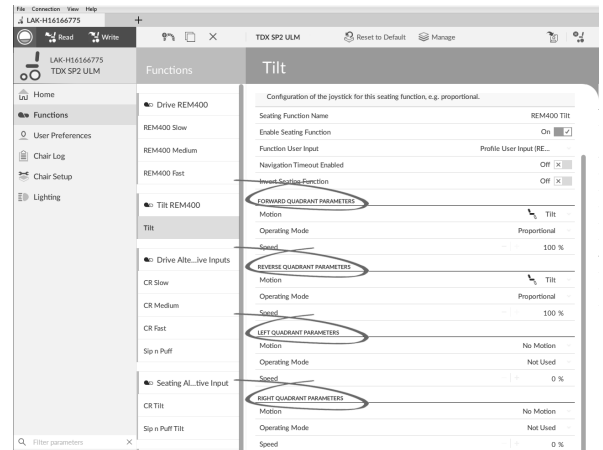 File Connection View Help
LAK-H16166775 +
Read Write TDX SP2 ULM Reset to Default Manage
LAK-H16166775
TDX SP2 ULM
Functions
Tilt
Home
Functions
User Preferences
Chair Log
Chair Setup
Lighting
Filter parameters
Drive REM400
REM400 Slow
REM400 Medium
REM400 Fast
Tilt REM400
Tilt
Drive Alte...ive Inputs
CR Slow
CR Medium
CR Fast
Sip n Puff
Seating Al...tive Input
CR Tilt
Sip n Puff Tilt
Configuration of the joystick for this seating function, e.g. proportional.
Seating Function Name REM400 Tilt
Enable Seating Function On
Function User Input Profile User Input (RE...
Navigation Timeout Enabled Off
Invert Seating Function Off
FORWARD QUADRANT PARAMETERS
Motion Tilt
Operating Mode Proportional
Speed 100 %
REVERSE QUADRANT PARAMETERS
Motion Tilt
Operating Mode Proportional
Speed 100 %
LEFT QUADRANT PARAMETERS
Motion No Motion
Operating Mode Not Used
Speed 0 %
RIGHT QUADRANT PARAMETERS
Motion No Motion
Operating Mode Not Used
Speed 0 %